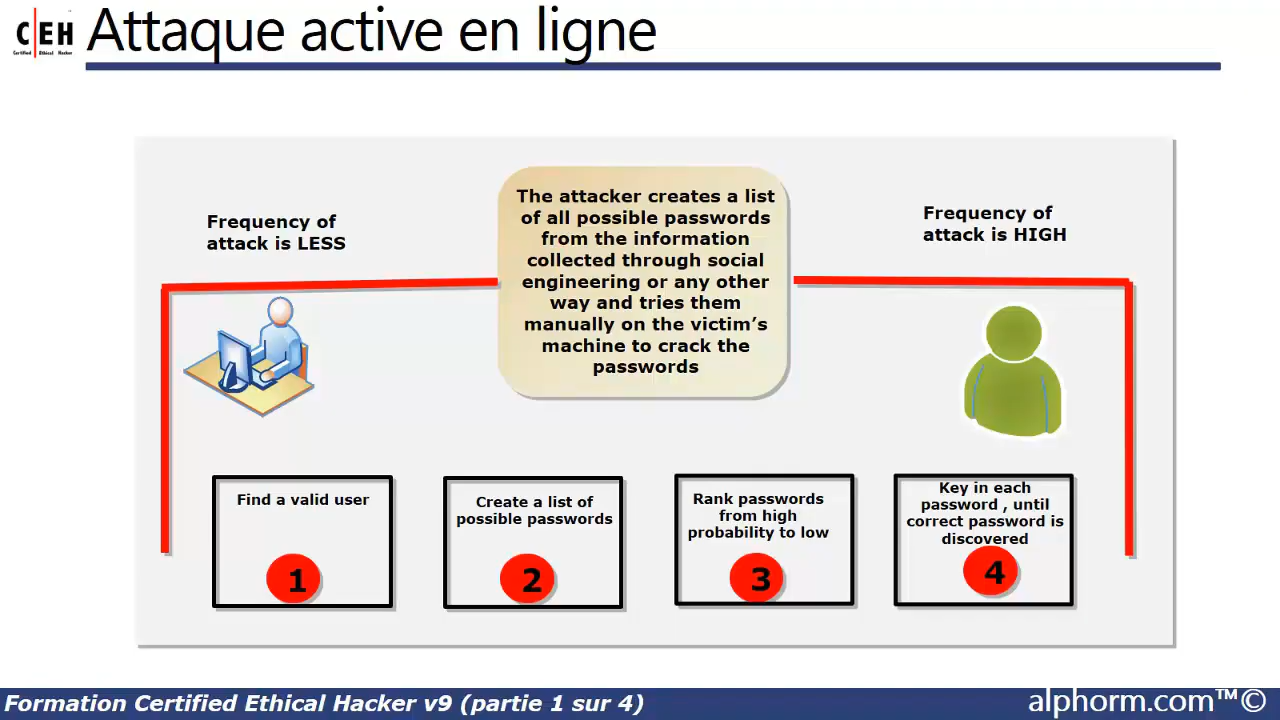 C|EH
Certified Ethical Hacker
Attaque active en ligne
Frequency of
attack is LESS
The attacker creates a list
of all possible passwords
from the information
collected through social
engineering or any other
way and tries them
manually on the victim's
machine to crack the
passwords
Frequency of
attack is HIGH
Find a valid user
1
Create a list of
possible passwords
2
Rank passwords
from high
probability to low
3
Key in each
password , until
correct password is
discovered
4
Formation Certified Ethical Hacker v9 (partie 1 sur 4)
alphorm.com™©